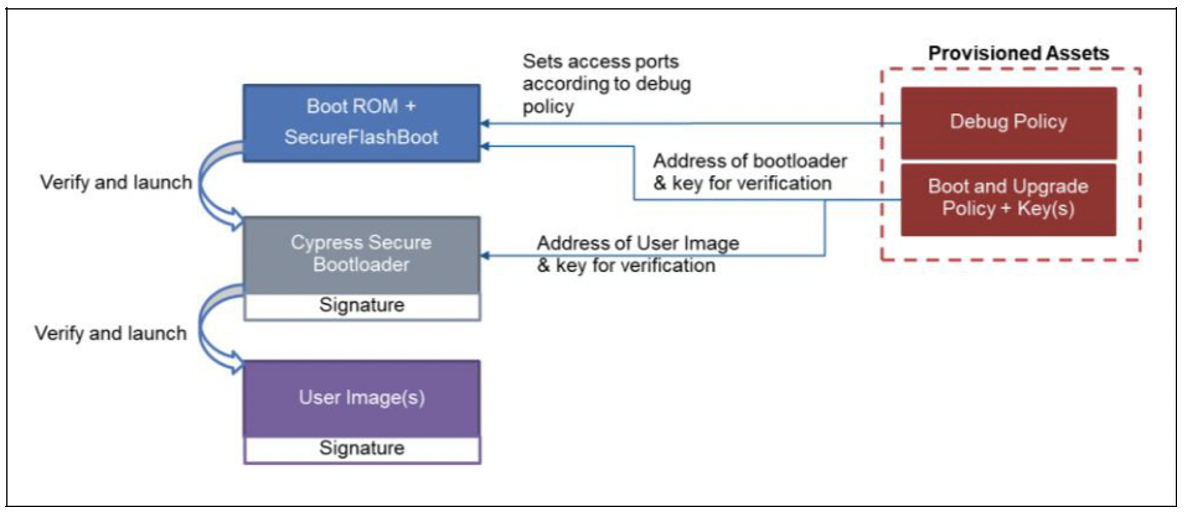 Provisioned Assets
Sets access ports
according to debug
policy
Boot ROM +
SecureFlashBoot
Debug Policy
Address of bootloader
& key for verification
Boot and Upgrade
Policy + Key(s)
Verify and launch
Cypress Secure
Bootloader
Address of User Image
& key for verification
Signature
Verify and launch
User Image(s)
Signature